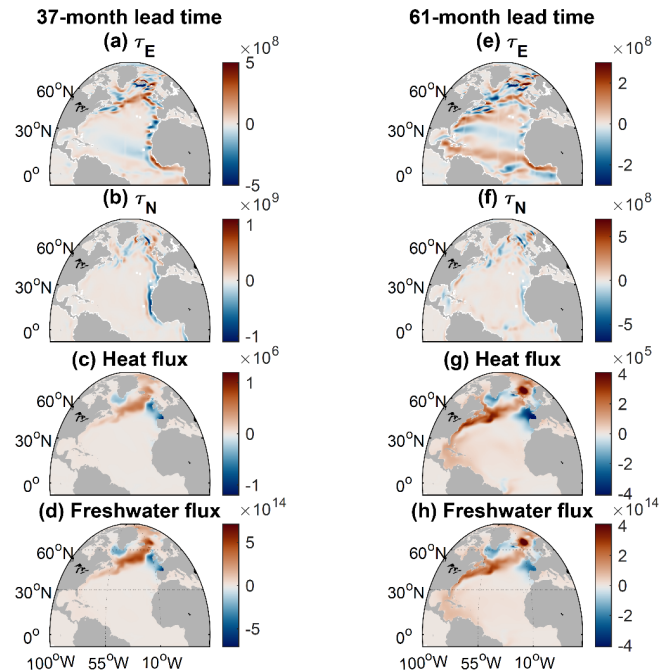 37-month lead time
61-month lead time
(a) τE
×10^8
5
0
-5
60°N
30°N
0°
(e) τE
×10^8
2
0
-2
60°N
30°N
0°
(b) τN
×10^9
1
0
-1
60°N
30°N
0°
(f) τN
×10^8
5
0
-5
60°N
30°N
0°
(c) Heat flux
×10^6
1
0
-1
60°N
30°N
0°
(g) Heat flux
×10^5
4
2
0
-2
-4
60°N
30°N
0°
(d) Freshwater flux
×10^14
5
0
-5
60°N
30°N
0°
100°W
55°W
10°W
(h) Freshwater flux
×10^14
4
2
0
-2
-4
60°N
30°N
0°
100°W
55°W
10°W